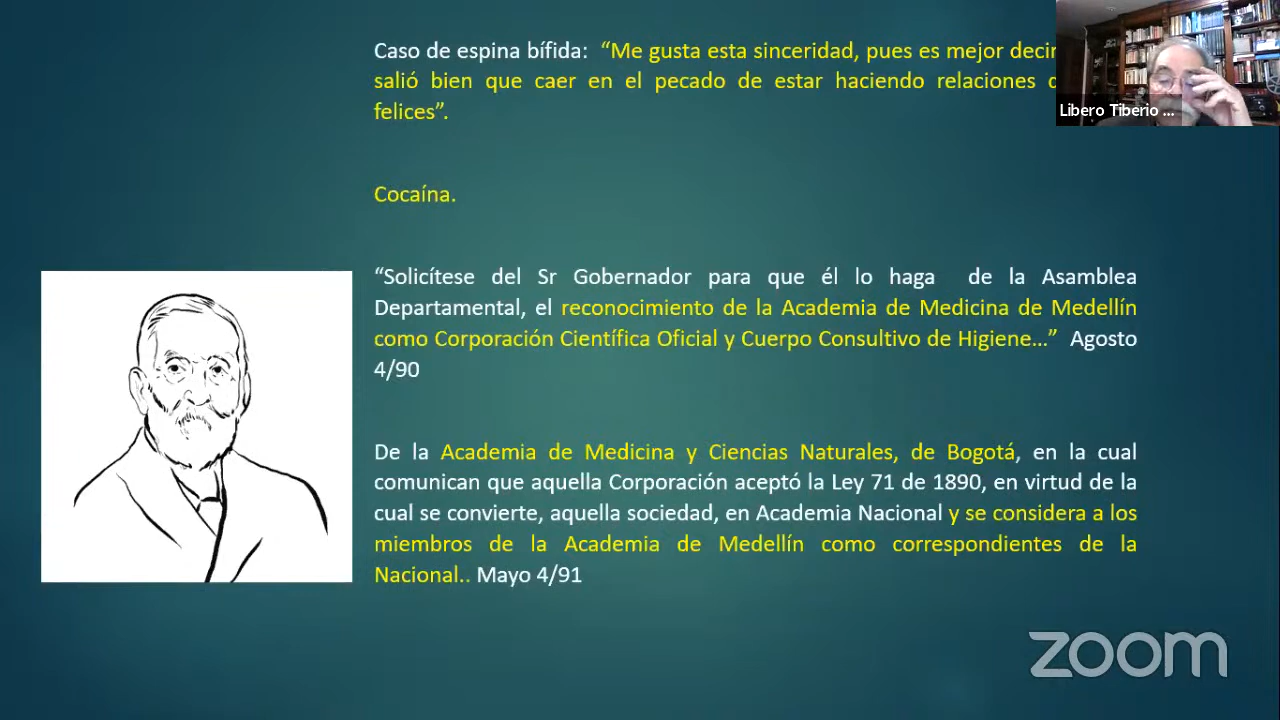 Caso de espina bífida: “Me gusta esta sinceridad, pues es mejor decir
salió bien que caer en el pecado de estar haciendo relaciones
felices”.
Cocaína.
“Solicítese del Sr Gobernador para que él lo haga de la Asamblea
Departamental, el reconocimiento de la Academia de Medicina de Medellín
como Corporación Científica Oficial y Cuerpo Consultivo de Higiene…” Agosto
4/90
De la Academia de Medicina y Ciencias Naturales, de Bogotá, en la cual
comunican que aquella Corporación aceptó la Ley 71 de 1890, en virtud de la
cual se convierte, aquella sociedad, en Academia Nacional y se considera a los
miembros de la Academia de Medellín como correspondientes de la
Nacional.. Mayo 4/91
Libero Tiberio ...
zoom